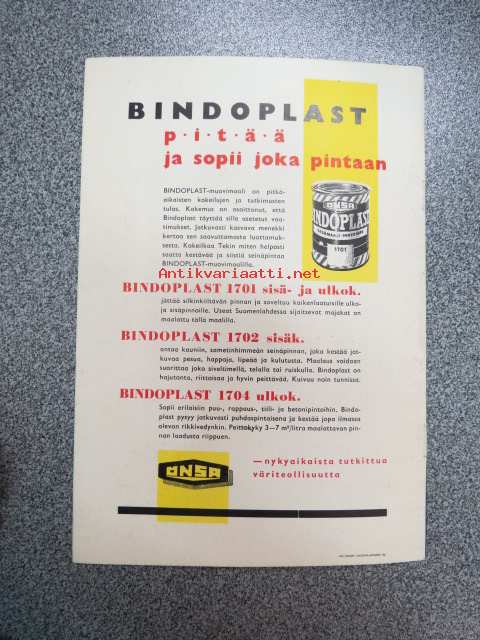 BINDOPLAST
p·i·t·ä·ä
ja sopii joka pintaan
BINDOPLAST-muovimaali on pitkä-
aikaisten kokeilujen ja tutkimusten
tulos. Kokemus on osoittanut, että
Bindoplast täyttää sille asetetut vaa-
timukset. Jatkuvasti kasvava menekki
kertoo sen saavuttamasta luottamuk-
sesta. Kokeilkaa Tekin miten helposti
saatte kestävää ja siistiä seinäpintaa
BINDOPLAST-muovimaalilla.
ONSA
BINDOPLAST
1701
Antikvariaatti.net
BINDOPLAST 1701 sisä- ja ulkok.
jättää silkinkiiltävän pinnan ja soveltuu kaikenlaatuisille ulko-
ja sisäpinnoille. Useat Suomenlahdessa sijaitsevat majakat on
maalattu tällä maalilla.
BINDOPLAST 1702 sisäk.
antaa kauniin, sametinhimmeän seinäpinnan, joka kestää jat-
kuvaa pesua, happoja, lipeää ja kulutusta. Maalaus voidaan
suorittaa joko siveltimellä, telalla tai ruiskulla. Bindoplast on
hajutonta, riittoisaa ja hyvin peittävää. Kuivuu noin tunnissa.
BINDOPLAST 1704 ulkok.
Sopii erilaisiin puu-, rappaus-, tiili- ja betonipintoihin. Bindo-
plast pysyy jatkuvasti puhdaspintaisena ja kestää jopa ilmassa
olevan rikkivedynkin. Peittokyky 3—7 m²/litra maalattavan pin-
nan laadusta riippuen.
ONSA
—nykyaikaista tutkittua
väriteollisuutta